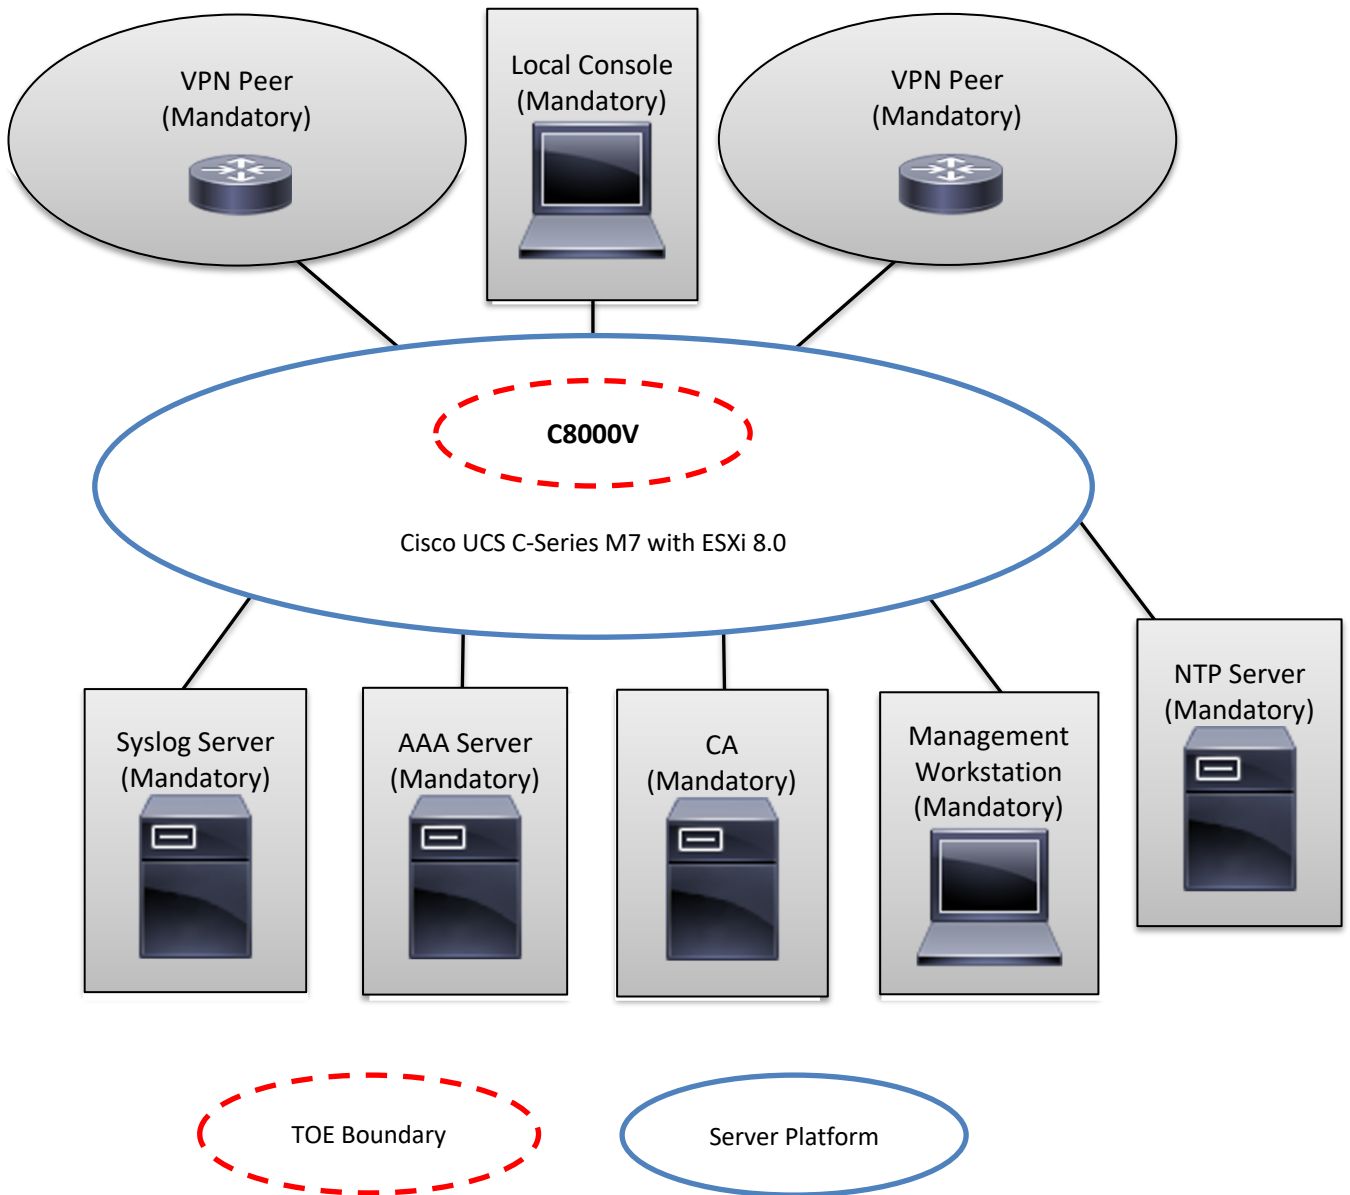 VPN Peer
(Mandatory)
Local Console
(Mandatory)
VPN Peer
(Mandatory)
C8000V
Cisco UCS C-Series M7 with ESXi 8.0
Syslog Server
(Mandatory)
AAA Server
(Mandatory)
CA
(Mandatory)
Management
Workstation
(Mandatory)
NTP Server
(Mandatory)
TOE Boundary
Server Platform